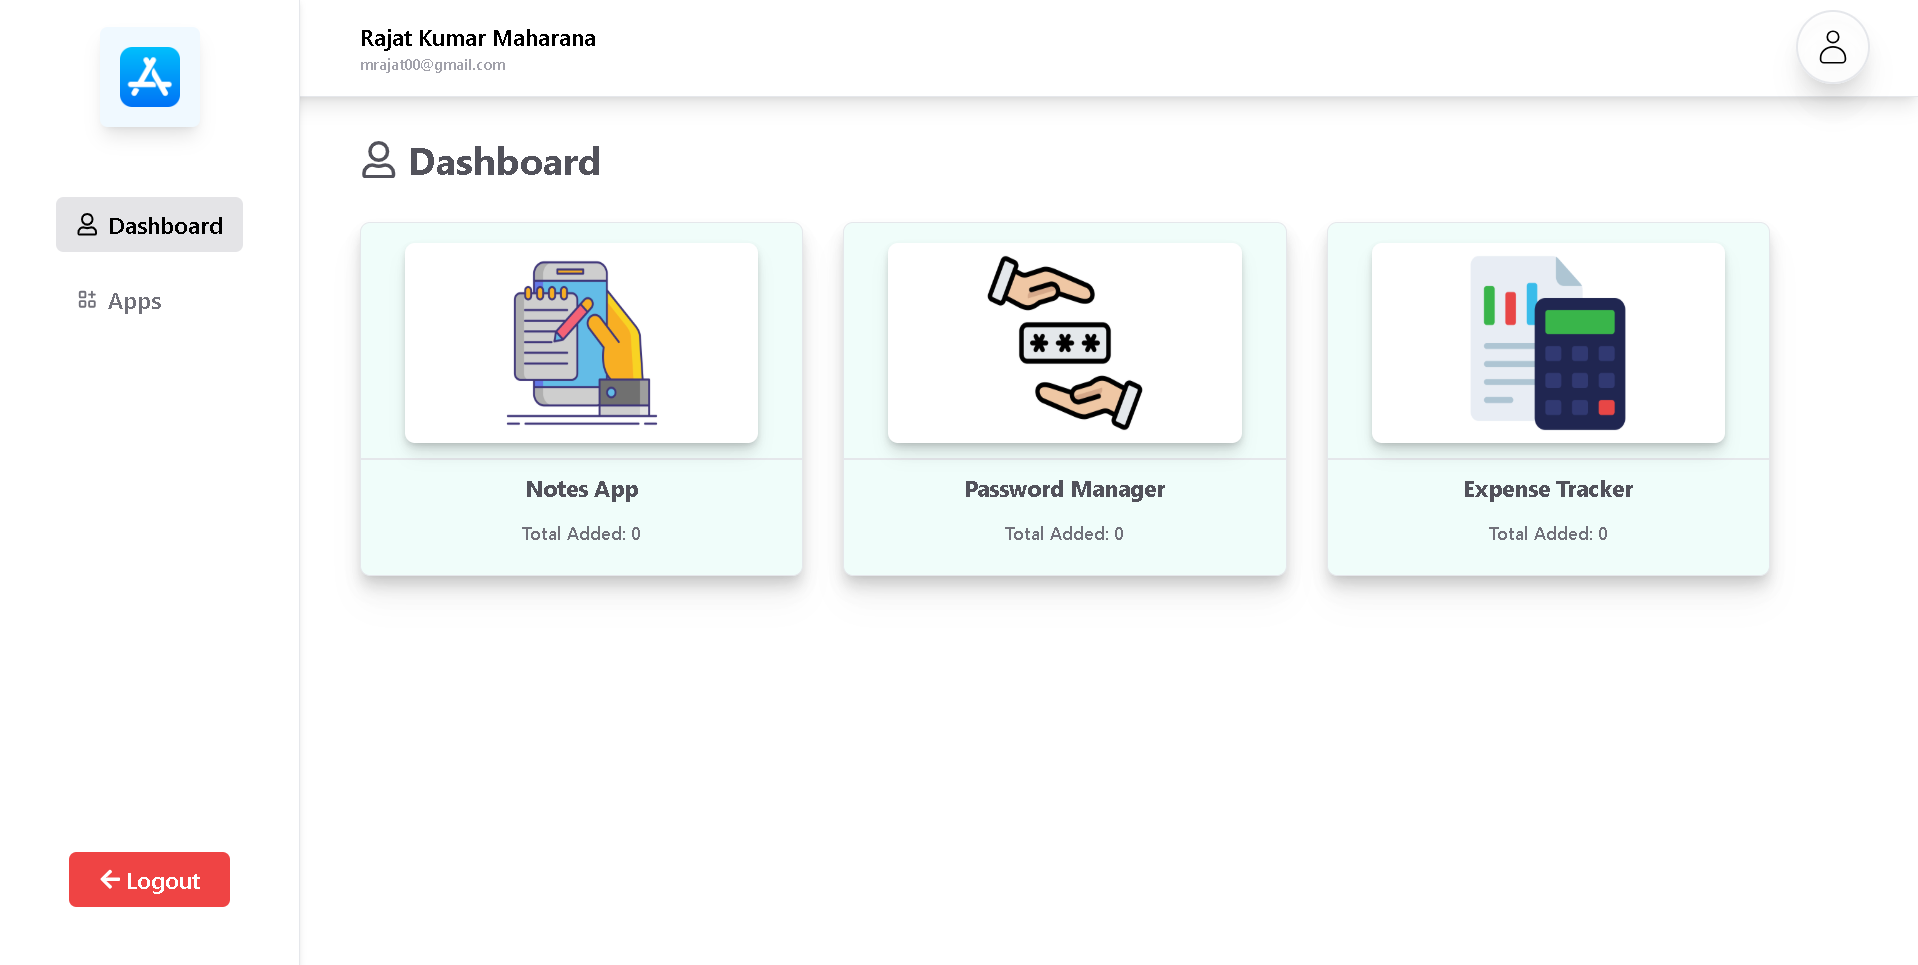 Rajat Kumar Maharana
mrajat00@gmail.com
Dashboard
Apps
Logout
Dashboard
***
Notes App
Total Added: 0
Password Manager
Total Added: 0
Expense Tracker
Total Added: 0